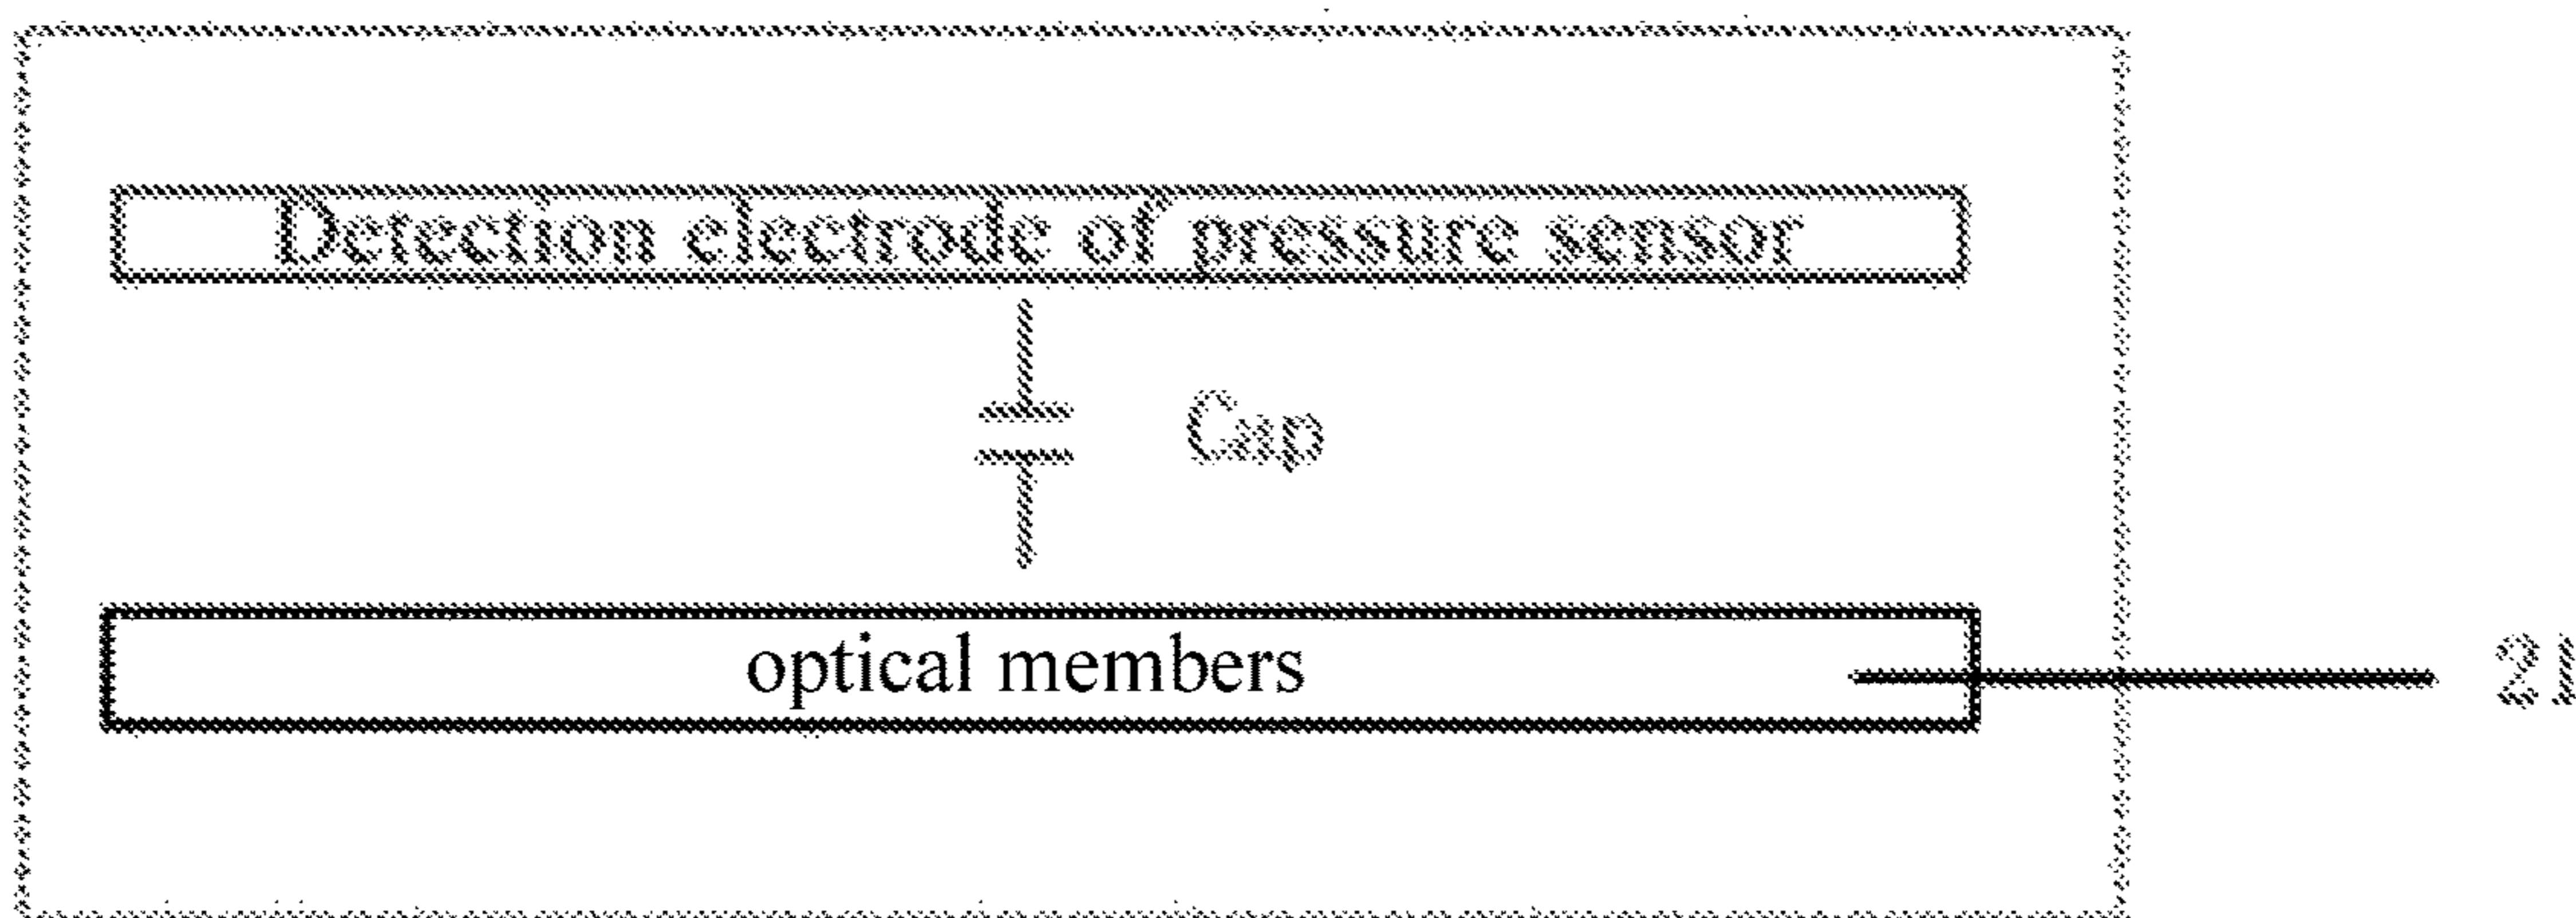 Detection electrode of pressure sensor
Cap
optical members
21